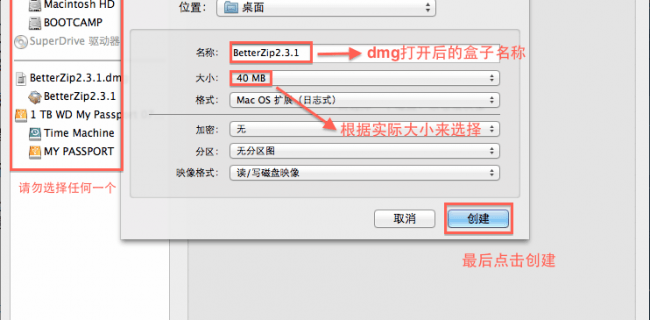 Macintosh HD
BOOTCAMP
SuperDrive 驱动器
BetterZip2.3.1.dmg
BetterZip2.3.1
1 TB WD My Passport
Time Machine
MY PASSPORT
请勿选择任何一个
位置：
桌面
名称：
BetterZip2.3.1
dmg打开后的盒子名称
大小：
40 MB
格式：
Mac OS 扩展（日志式）
根据实际大小来选择
加密：
无
分区：
无分区图
映像格式：
读/写磁盘映像
取消
创建
最后点击创建